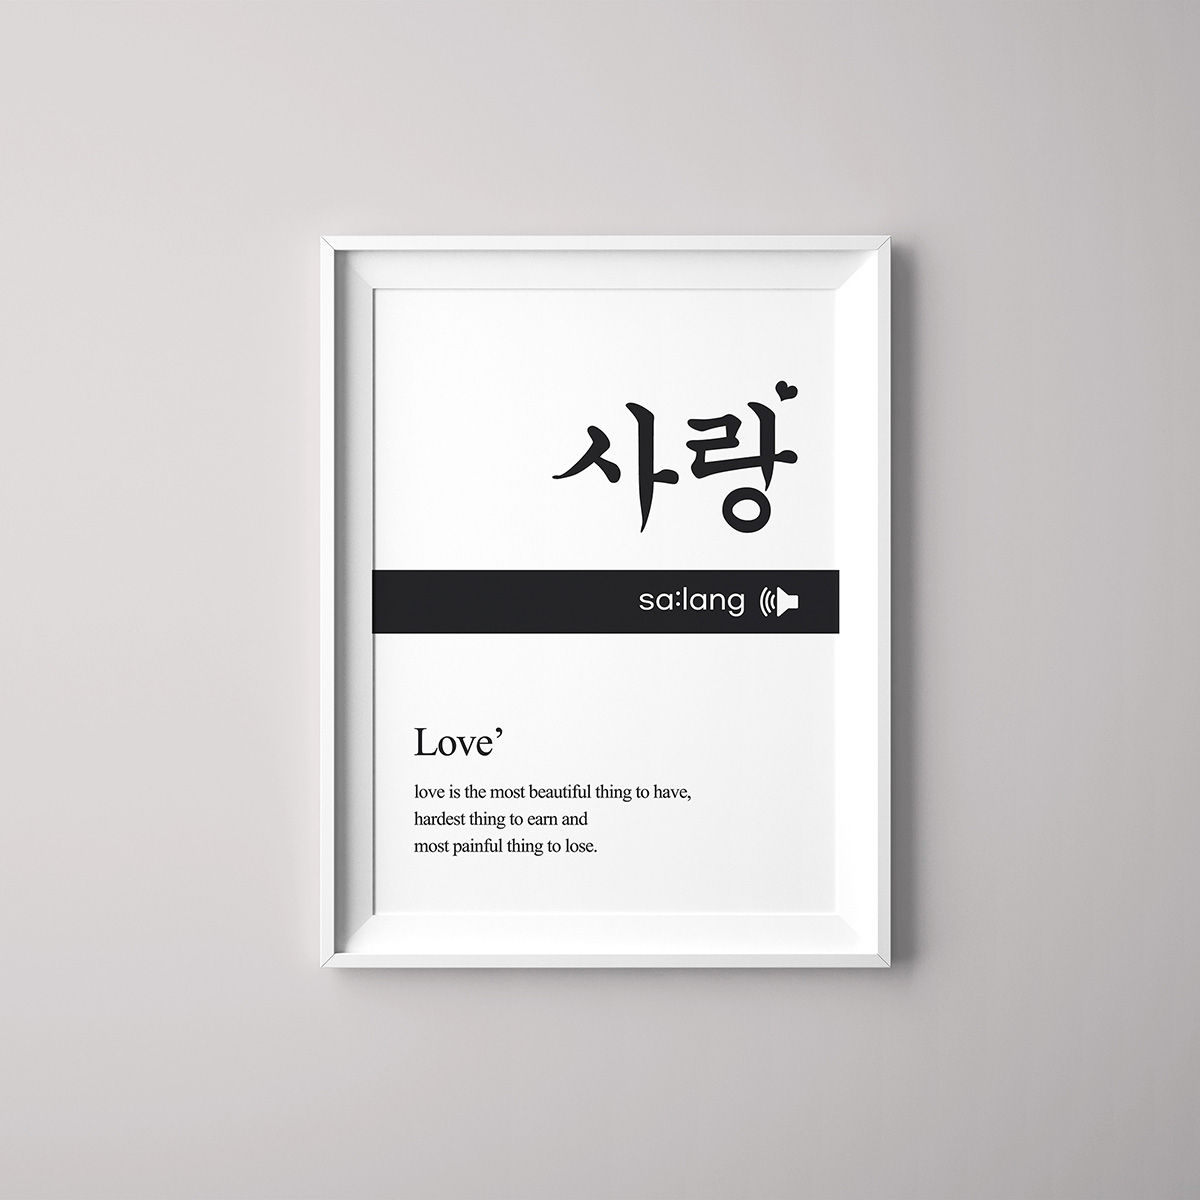 사랑
sa:lang
Love’
love is the most beautiful thing to have,
hardest thing to earn and
most painful thing to lose.